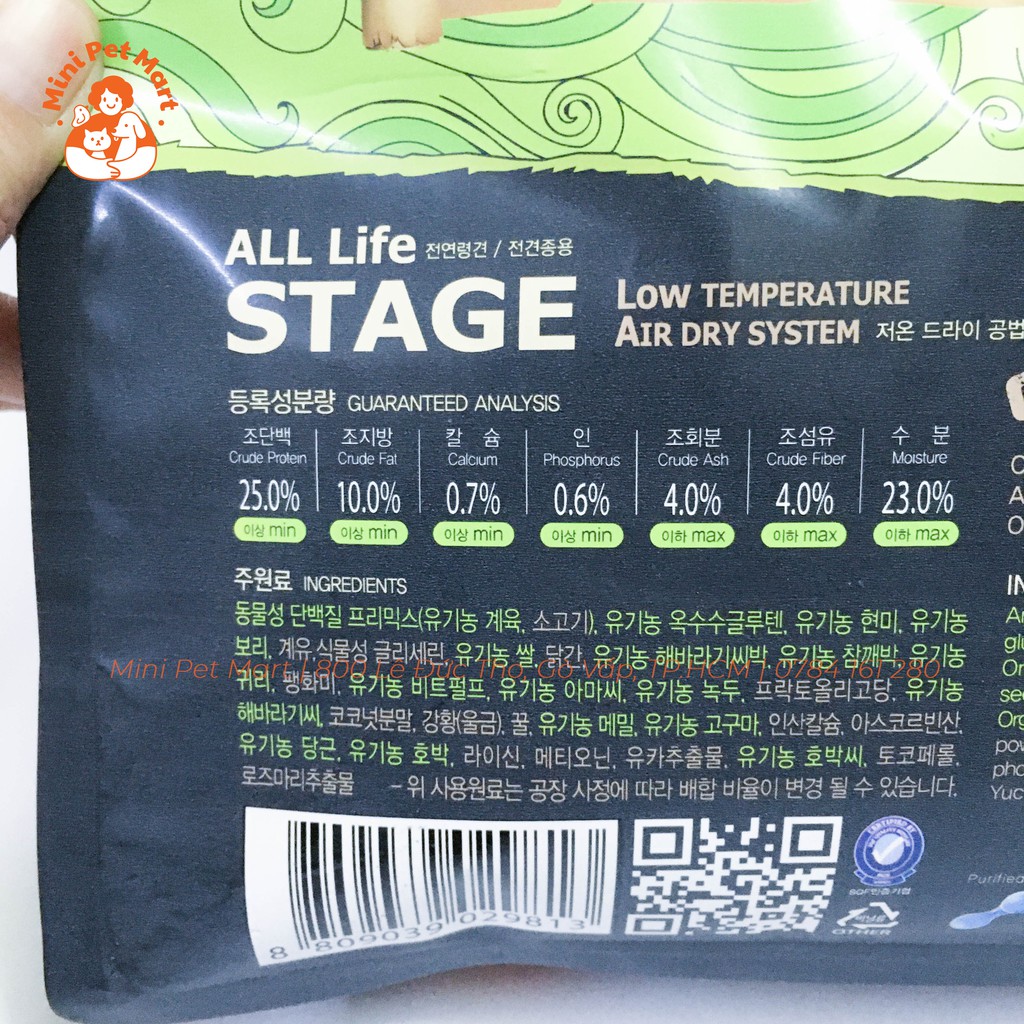 Mini Pet Mart
ALL Life 전연령견 / 전견종용
STAGE
LOW TEMPERATURE
AIR DRY SYSTEM 저온 드라이 공법
등록성분량 GUARANTEED ANALYSIS
조단백 조지방 칼 슘 인 조회분 조섬유 수 분
Crude Protein Crude Fat Calcium Phosphorus Crude Ash Crude Fiber Moisture
25.0% 10.0% 0.7% 0.6% 4.0% 4.0% 23.0%
이상 min 이상 min 이상 min 이상 min 이하 max 이하 max 이하 max
주원료 INGREDIENTS
동물성 단백질 프리믹스(유기농 계육, 소고기), 유기농 옥수수글루텐, 유기농 현미, 유기농
보리, 계유, 식물성 글리세린, 유기농 쌀, 닭간, 유기농 해바라기씨박, 유기농 참깨박, 유기농
Mini Pet Mart | 800 Lê Đức Thọ, Gò Vấp, TP.HCM | 0784 161 280
귀리, 팽화미, 유기농 비트펄프, 유기농 아마씨, 유기농 녹두, 프락토올리고당, 유기농
해바라기씨, 코코넛분말, 강황(울금), 꿀, 유기농 메밀, 유기농 고구마, 인산칼슘, 아스코르빈산,
유기농 당근, 유기농 호박, 라이신, 메티오닌, 유카추출물, 유기농 호박씨, 토코페롤,
로즈마리추출물 - 위 사용원료는 공장 사정에 따라 배합 비율이 변경 될 수 있습니다.
8 809039 029813
CERTIFIED BY
SQF인증기업
비닐류
OTHER
Purified